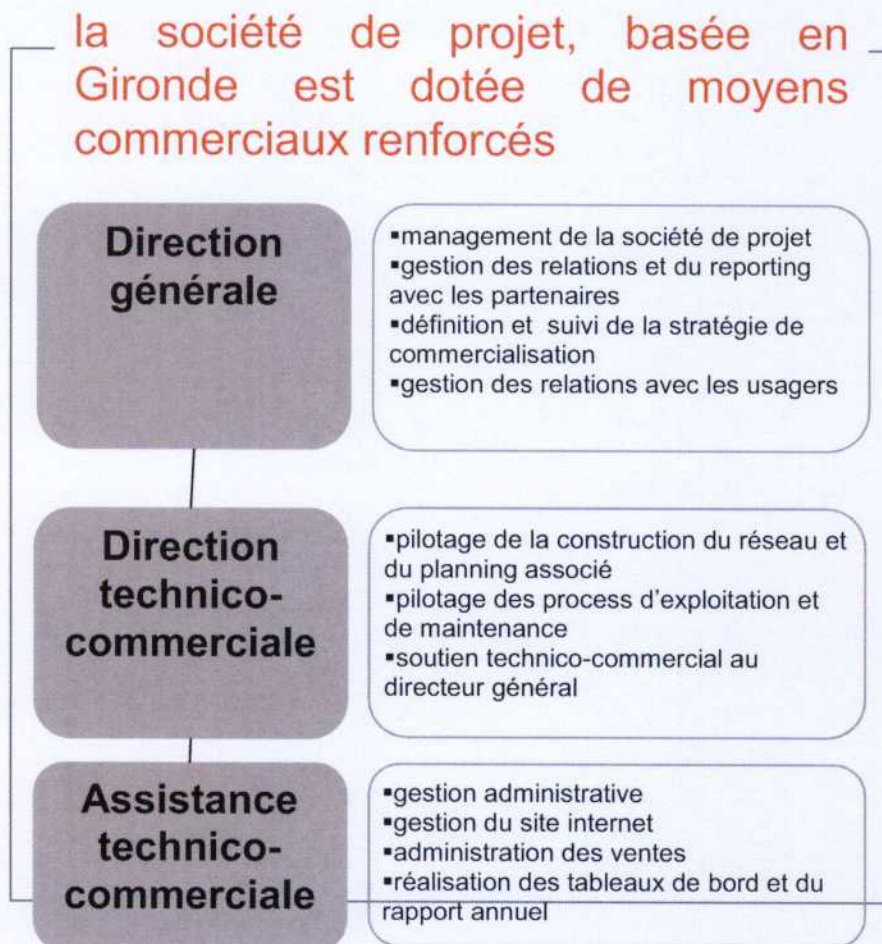 la société de projet, basée en
Gironde est dotée de moyens
commerciaux renforcés
Direction
générale
▪management de la société de projet
▪gestion des relations et du reporting
avec les partenaires
▪définition et suivi de la stratégie de
commercialisation
▪gestion des relations avec les usagers
Direction
technico-
commerciale
▪pilotage de la construction du réseau et
du planning associé
▪pilotage des process d'exploitation et
de maintenance
▪soutien technico-commercial au
directeur général
Assistance
technico-
commerciale
▪gestion administrative
▪gestion du site internet
▪administration des ventes
▪réalisation des tableaux de bord et du
rapport annuel